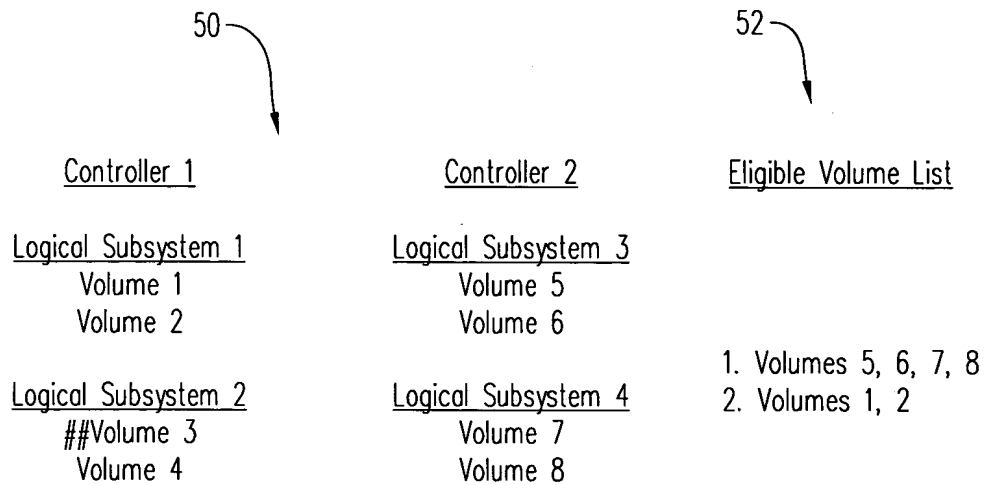 50
52
Controller 1
Controller 2
Eligible Volume List
Logical Subsystem 1
Volume 1
Volume 2
Logical Subsystem 3
Volume 5
Volume 6
Logical Subsystem 2
##Volume 3
Volume 4
Logical Subsystem 4
Volume 7
Volume 8
1. Volumes 5, 6, 7, 8
2. Volumes 1, 2